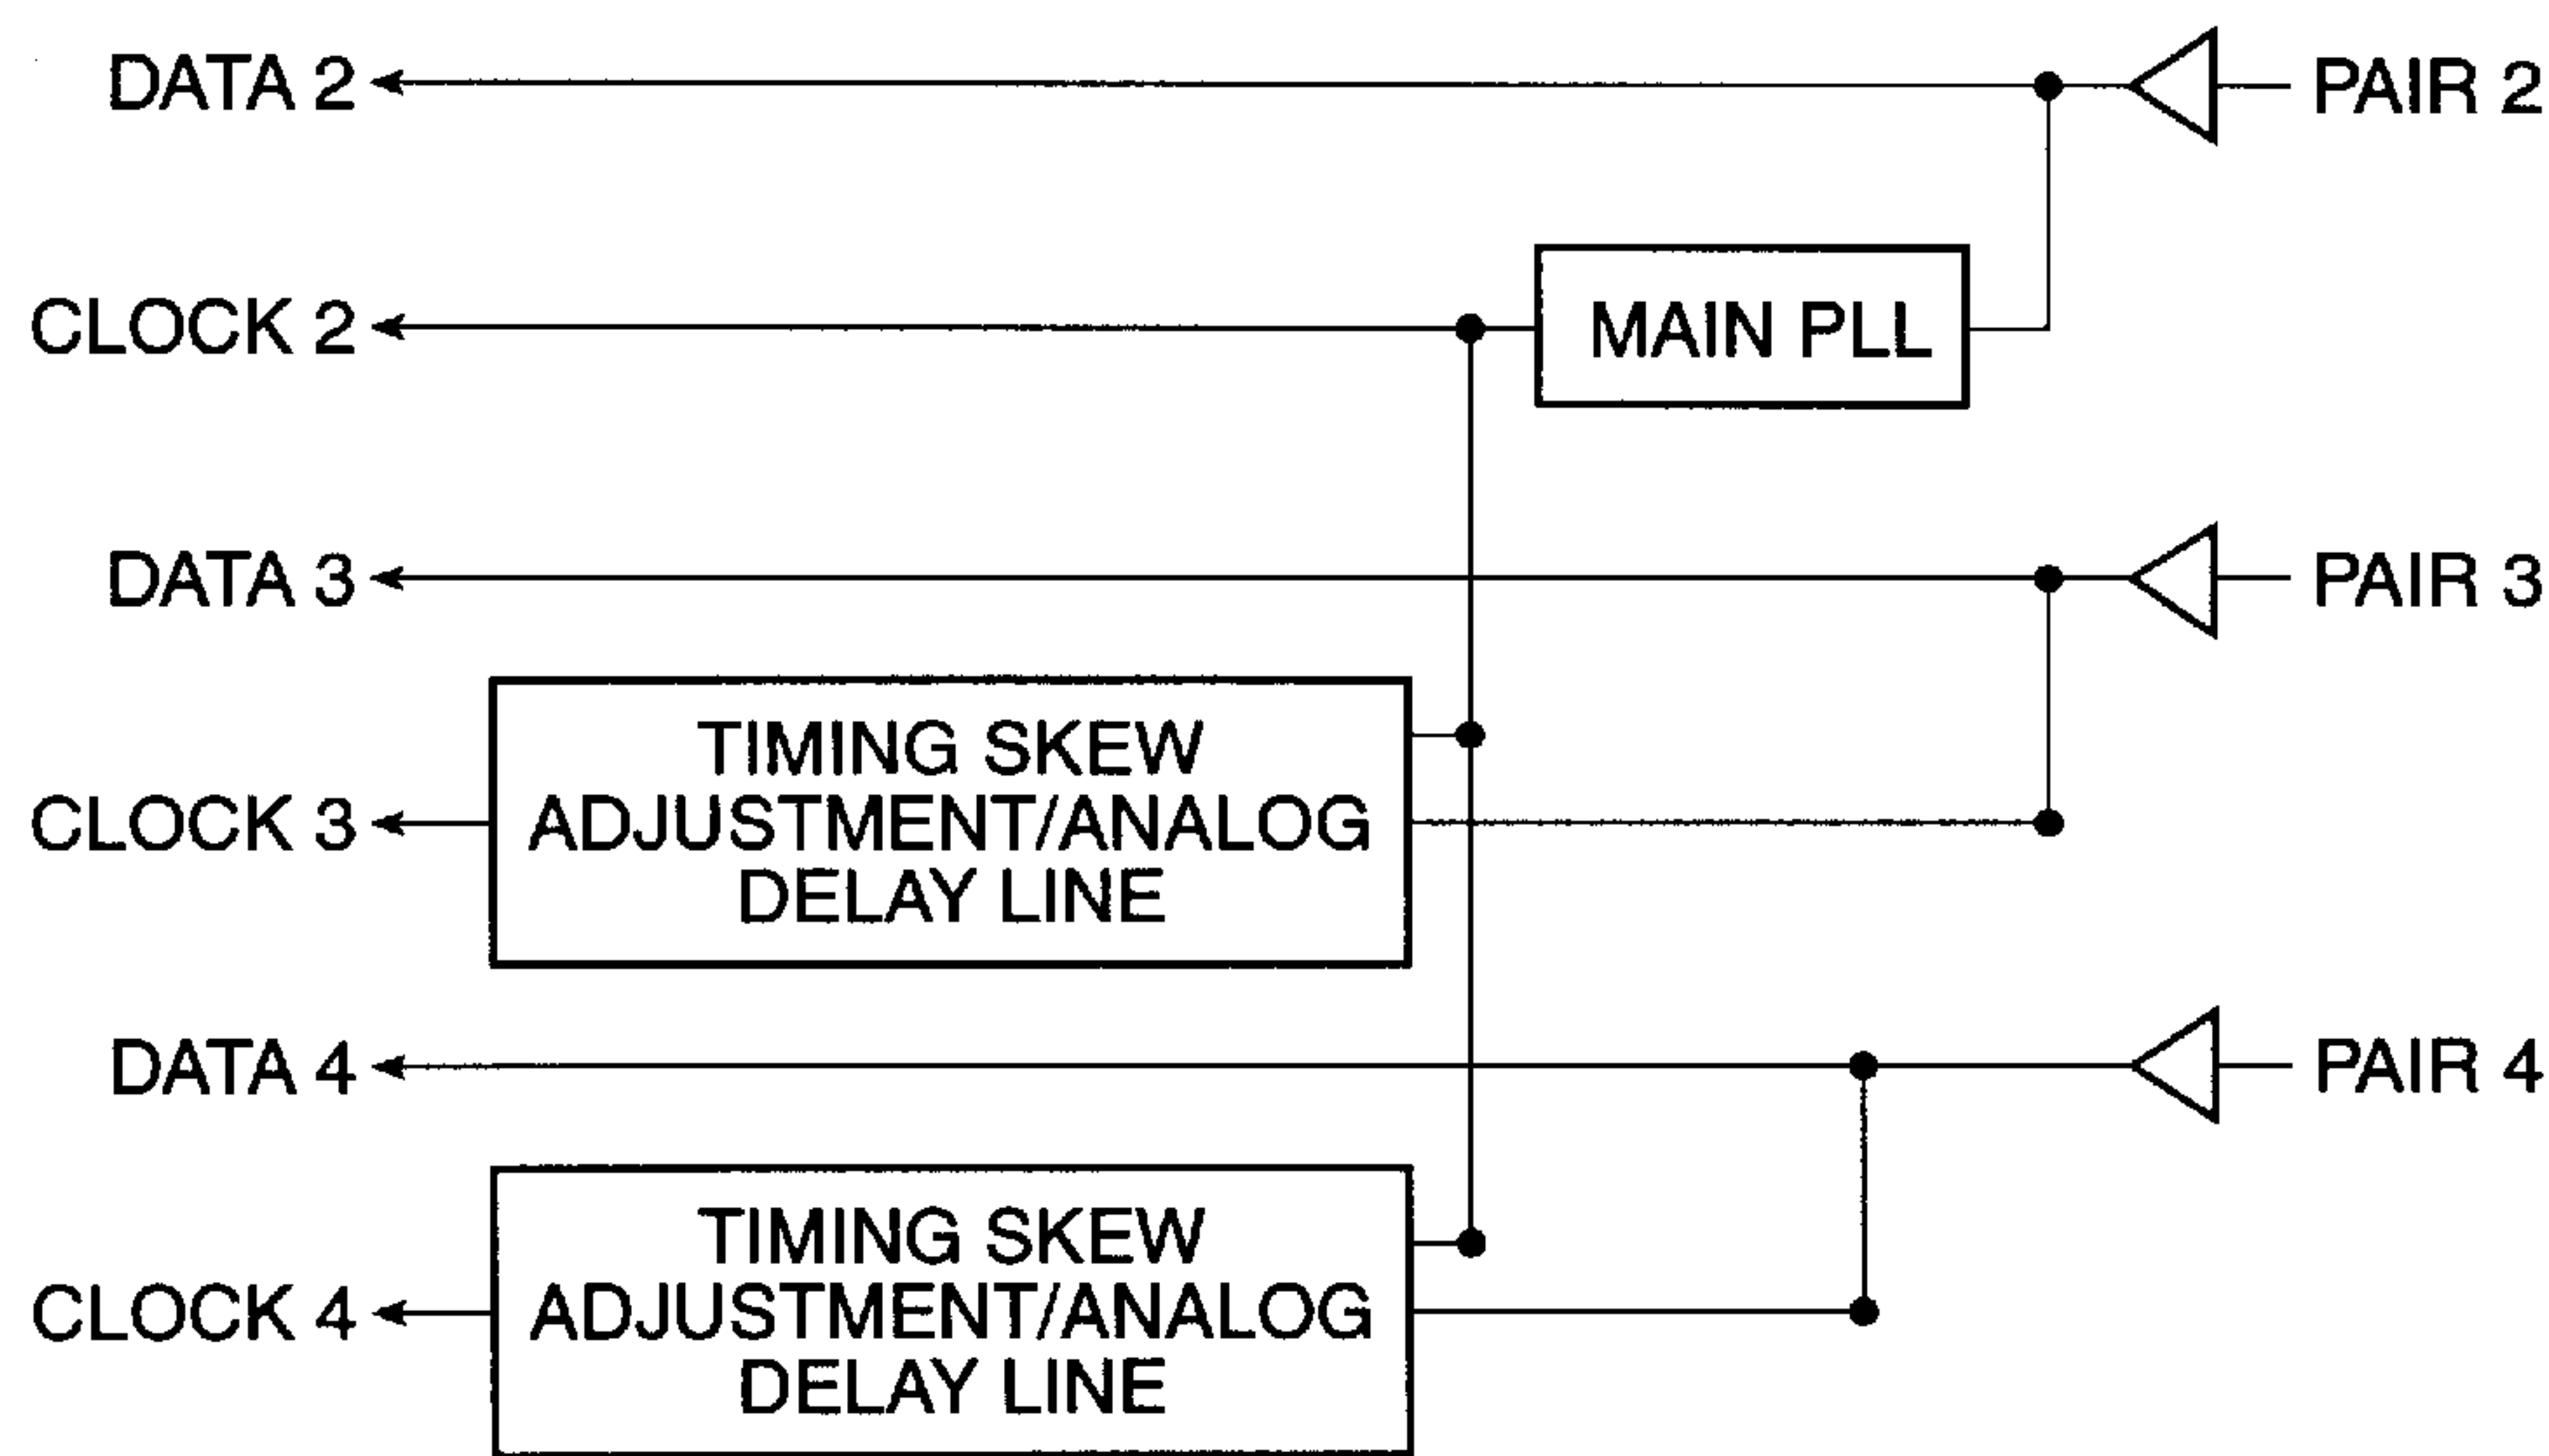 DATA 2
PAIR 2
CLOCK 2
MAIN PLL
DATA 3
PAIR 3
TIMING SKEW
CLOCK 3
ADJUSTMENT/ANALOG
DELAY LINE
DATA 4
PAIR 4
TIMING SKEW
CLOCK 4
ADJUSTMENT/ANALOG
DELAY LINE